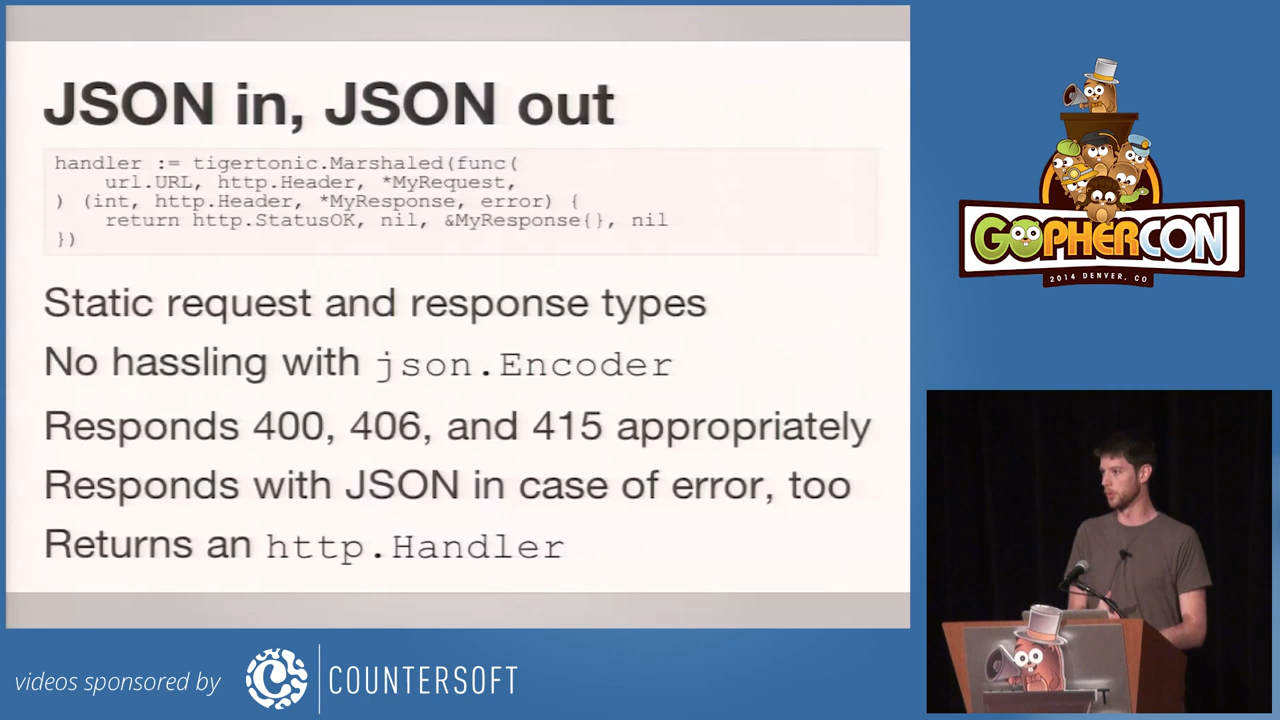 JSON in, JSON out
handler := tigertonic.Marshaled(func(
    url.URL, http.Header, *MyRequest,
) (int, http.Header, *MyResponse, error) {
    return http.StatusOK, nil, &MyResponse{}, nil
})
Static request and response types
No hassling with json.Encoder
Responds 400, 406, and 415 appropriately
Responds with JSON in case of error, too
Returns an http.Handler
GOPHERCON
2014 DENVER, CO
videos sponsored by
COUNTERSOFT